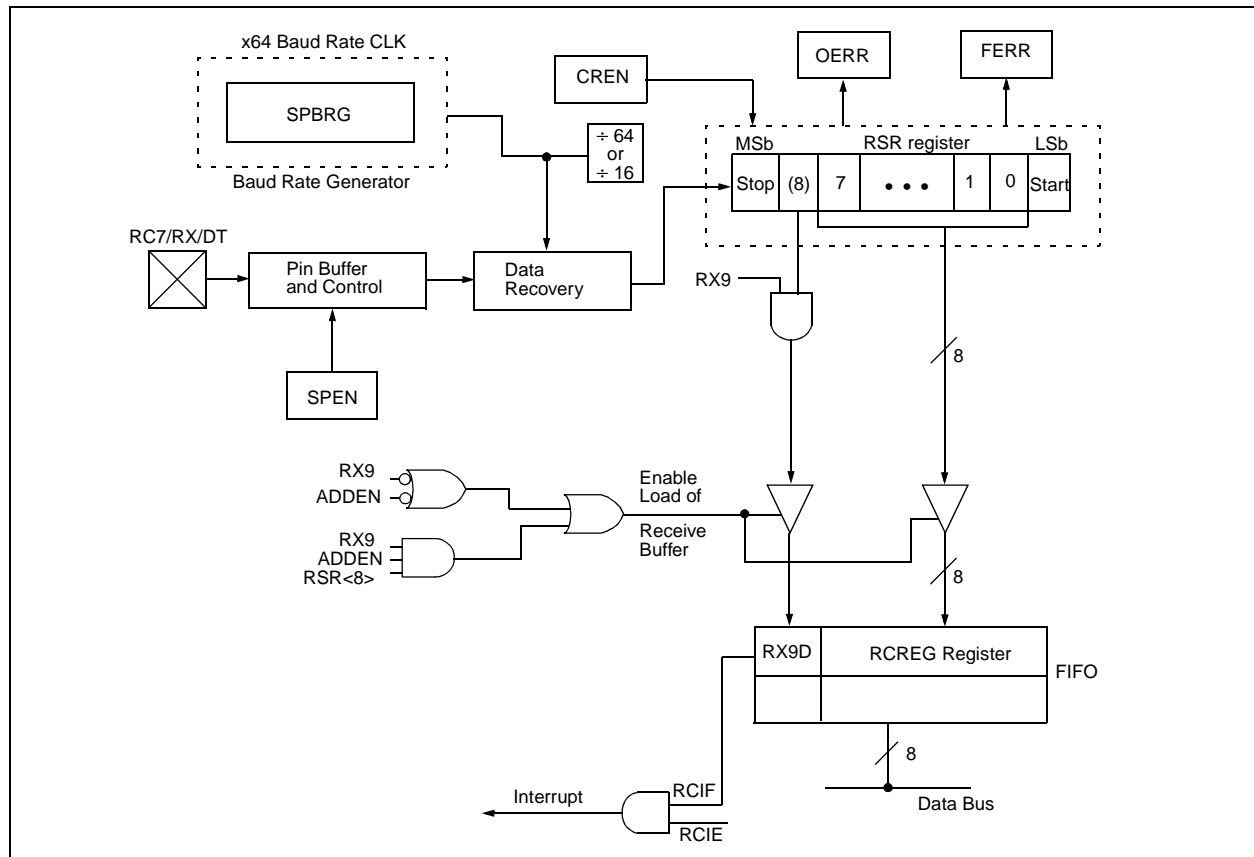 x64 Baud Rate CLK
SPBRG
Baud Rate Generator
CREN
OERR
FERR
÷ 64
or
÷ 16
MSb
RSR register
LSb
Stop
(8)
7
• • •
1
0
Start
RC7/RX/DT
Pin Buffer
and Control
Data
Recovery
SPEN
RX9
8
RX9
ADDEN
RX9
ADDEN
RSR<8>
Enable
Load of
Receive
Buffer
8
RX9D
RCREG Register
FIFO
8
Data Bus
Interrupt
RCIF
RCIE